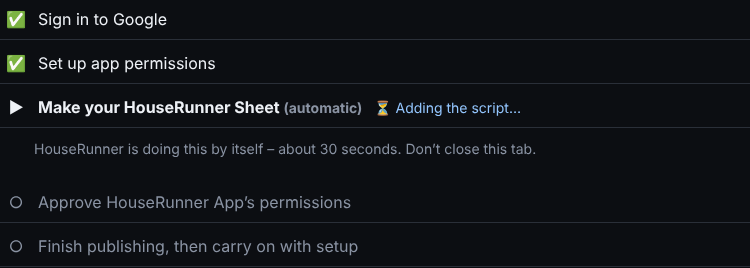 ✅ Sign in to Google
✅ Set up app permissions
▶ Make your HouseRunner Sheet (automatic) ⏳ Adding the script...
HouseRunner is doing this by itself – about 30 seconds. Don’t close this tab.
○ Approve HouseRunner App’s permissions
○ Finish publishing, then carry on with setup